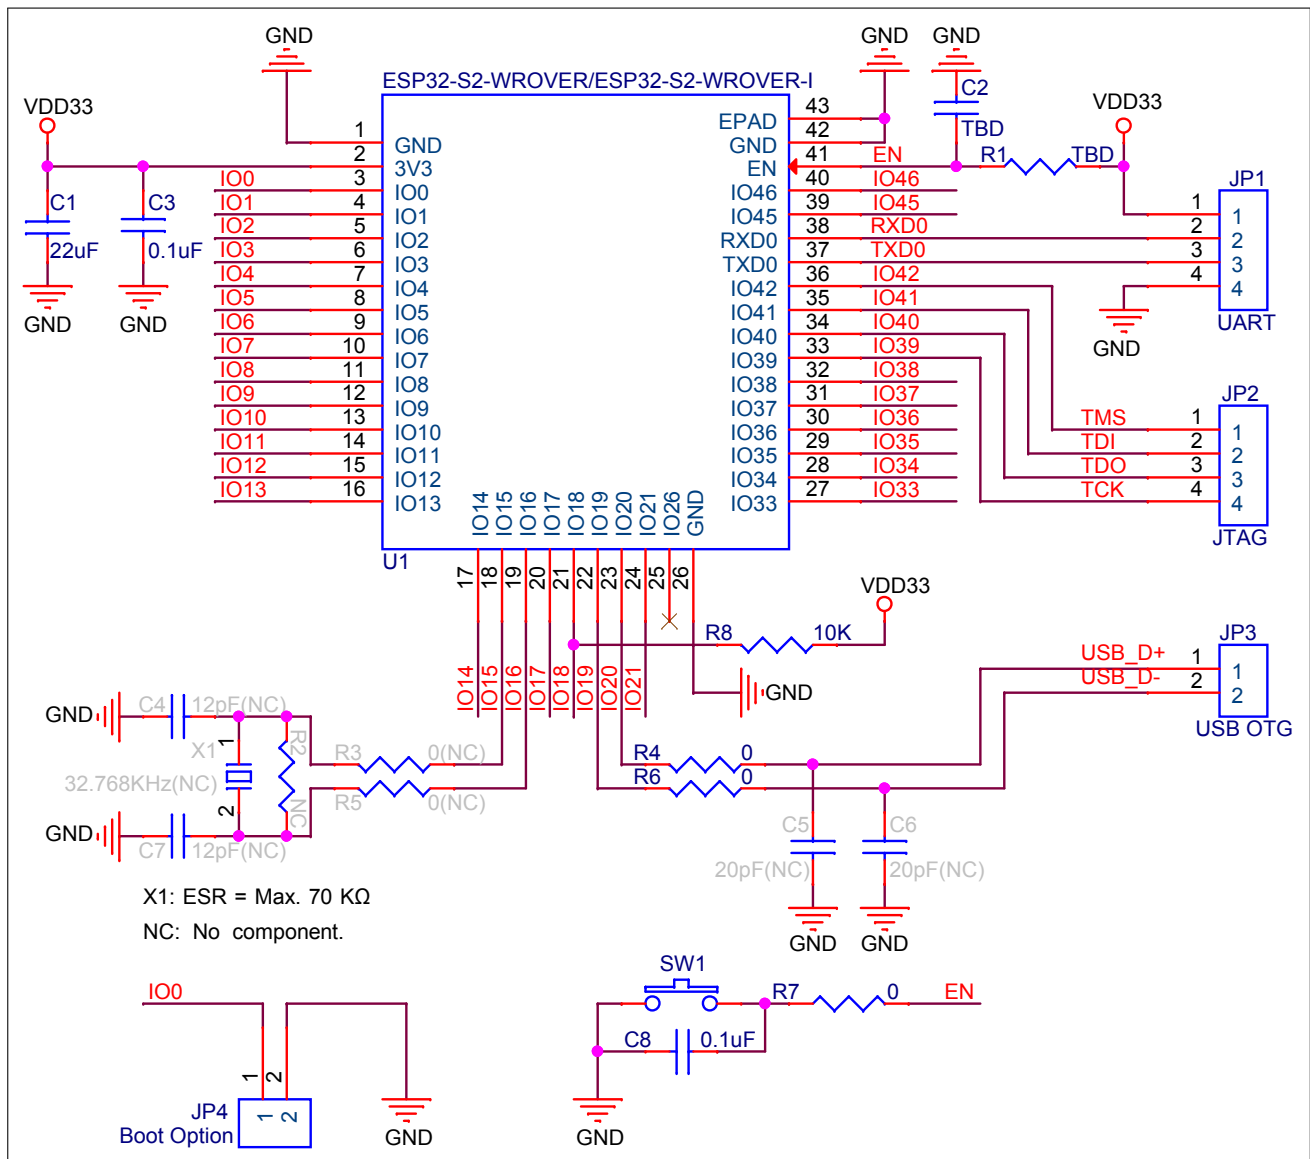 GND
GND
GND
ESP32-S2-WROVER/ESP32-S2-WROVER-I
VDD33
C2
TBD
VDD33
1
GND
2
3V3
3
IO0
IO0
4
IO1
IO1
5
IO2
IO2
6
IO3
IO3
7
IO4
IO4
8
IO5
IO5
9
IO6
IO6
10
IO7
IO7
11
IO8
IO8
12
IO9
IO9
13
IO10
IO10
14
IO11
IO11
15
IO12
IO12
16
IO13
IO13
C1
22uF
GND
C3
0.1uF
GND
43
EPAD
42
GND
41
EN
EN
R1
TBD
40
IO46
IO46
39
IO45
IO45
38
RXD0
RXD0
37
TXD0
TXD0
36
IO42
IO42
35
IO41
IO41
34
IO40
IO40
33
IO39
IO39
32
IO38
IO38
31
IO37
IO37
30
IO36
IO36
29
IO35
IO35
28
IO34
IO34
27
IO33
IO33
JP1
1 1
2 2
3 3
4 4
UART
GND
JP2
TMS 1 1
TDI 2 2
TDO 3 3
TCK 4 4
JTAG
U1
IO14
IO15
IO16
IO17
IO18
IO19
IO20
IO21
IO26
GND
17
18
19
20
21
22
23
24
25
26
IO14
IO15
IO16
IO17
IO18
IO19
IO20
IO21
VDD33
R8 10K
GND
JP3
USB_D+ 1 1
USB_D- 2 2
USB OTG
GND
C4 12pF(NC)
X1
1
32.768KHz(NC)
2
R2
NC
R3 0(NC)
R5 0(NC)
GND
C7 12pF(NC)
R4 0
R6 0
C5
20pF(NC)
GND
C6
20pF(NC)
GND
X1: ESR = Max. 70 KΩ
NC: No component.
IO0
1
2
1
2
JP4
Boot Option
GND
SW1
R7 0 EN
C8 0.1uF
GND